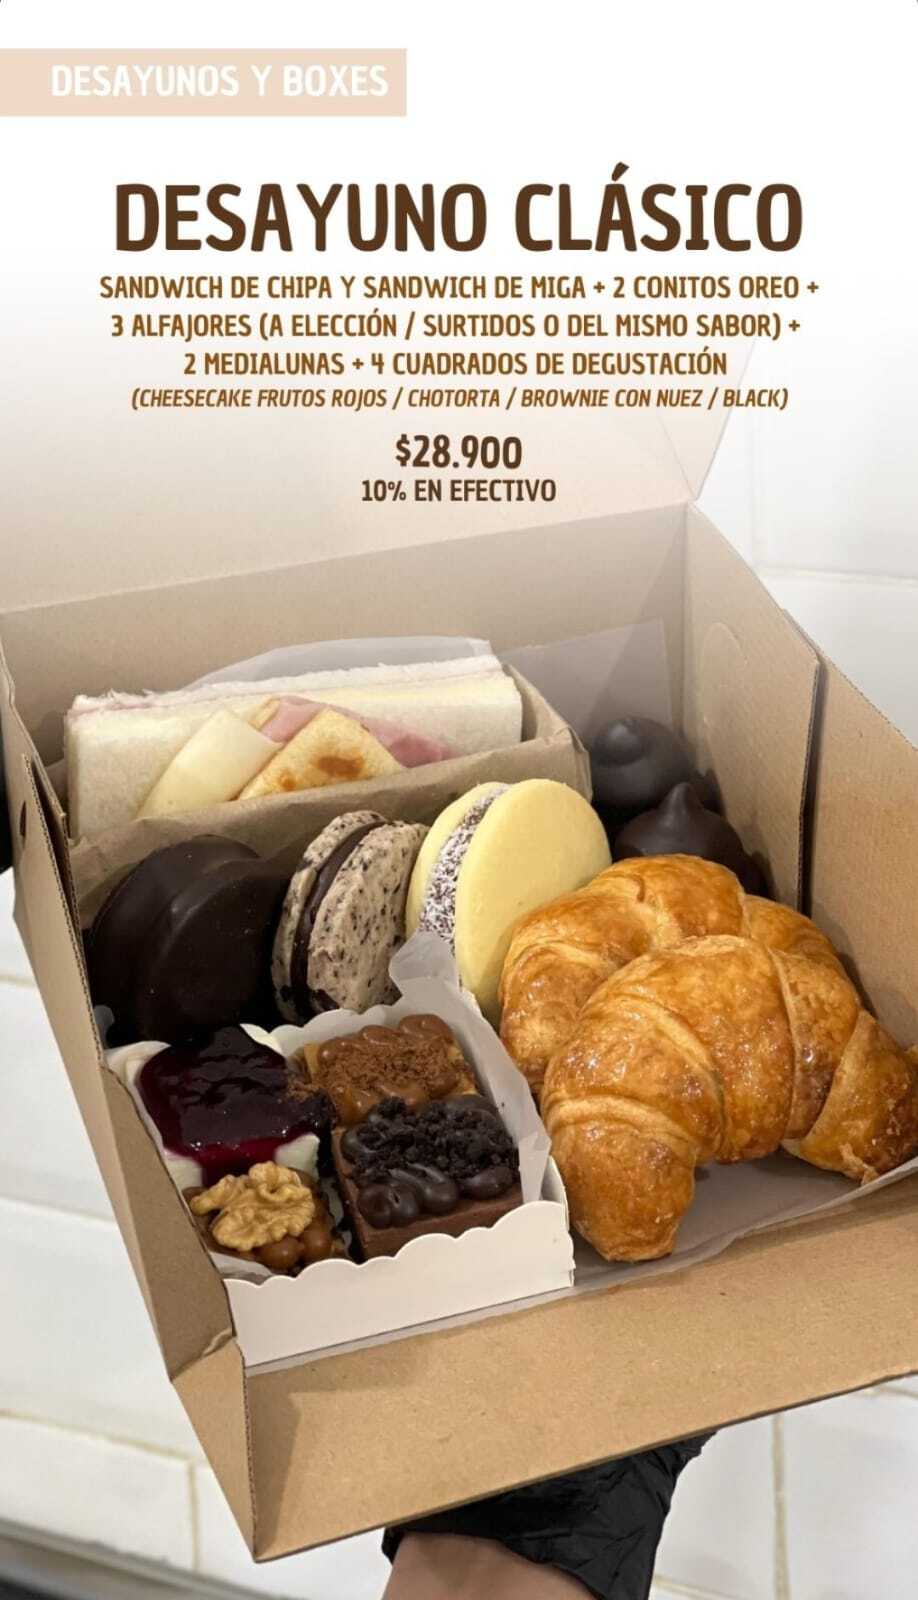 DESAYUNOS Y BOXES
DESAYUNO CLÁSICO
SANDWICH DE CHIPA Y SANDWICH DE MIGA + 2 CONITOS OREO +
3 ALFAJORES (A ELECCIÓN / SURTIDOS O DEL MISMO SABOR) +
2 MEDIALUNAS + 4 CUADRADOS DE DEGUSTACIÓN
(CHEESECAKE FRUTOS ROJOS / CHOTORTA / BROWNIE CON NUEZ / BLACK)
$28.900
10% EN EFECTIVO